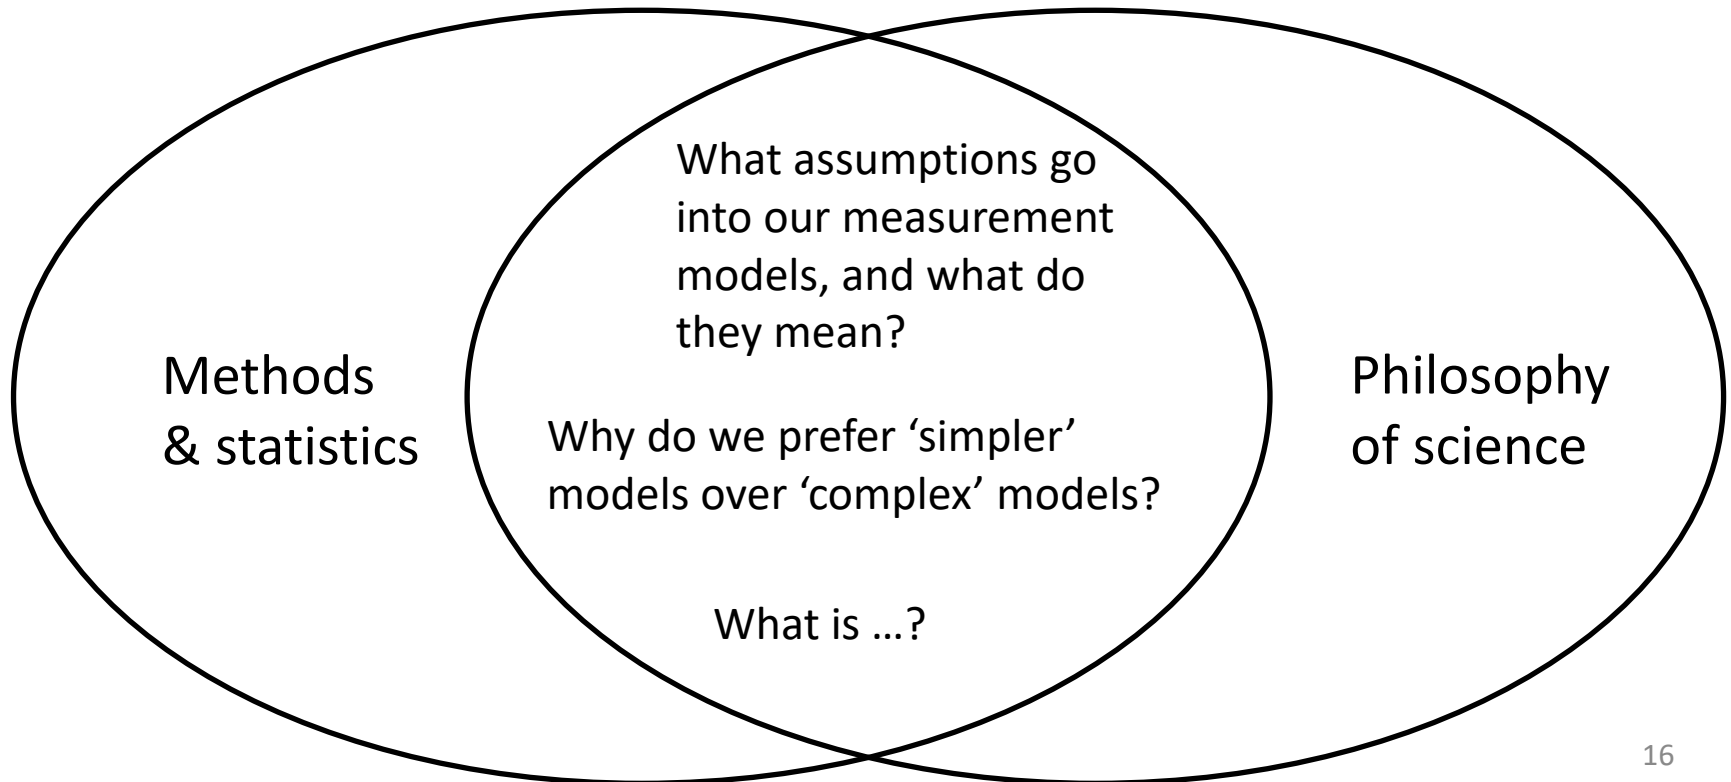 What assumptions go
into our measurement
models, and what do
they mean?
Methods
& statistics
Why do we prefer ‘simpler’
models over ‘complex’ models?
What is …?
Philosophy
of science
16